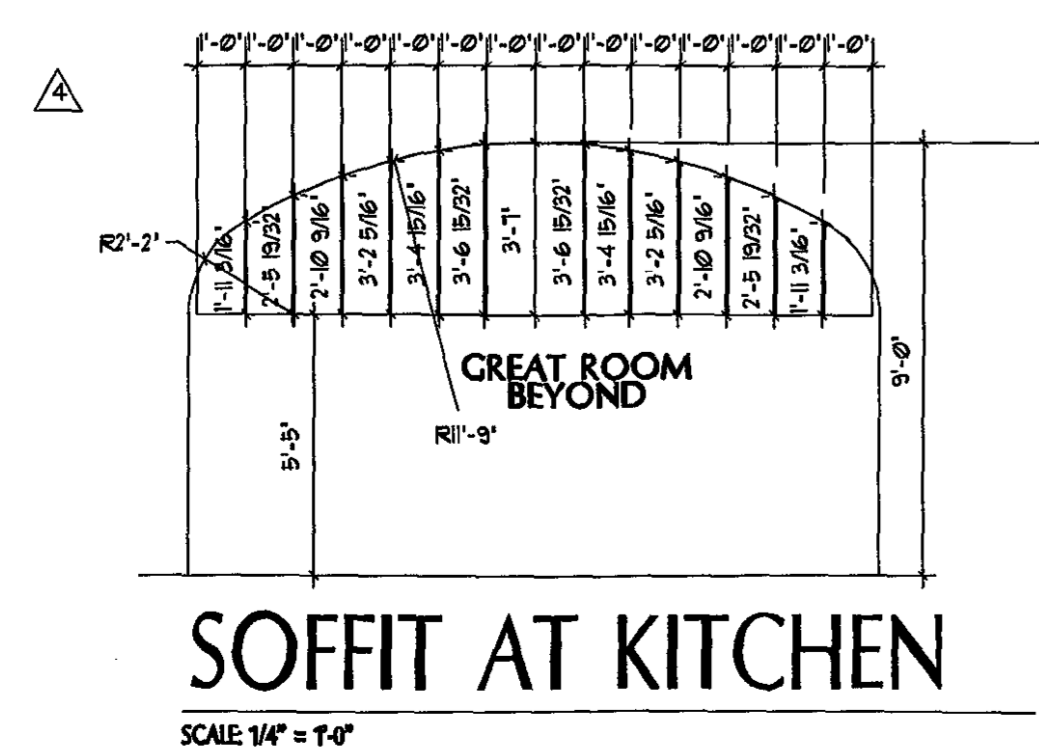 1'-0" 1'-0" 1'-0" 1'-0" 1'-0" 1'-0" 1'-0" 1'-0" 1'-0" 1'-0" 1'-0" 1'-0" 1'-0" 1'-0"
4
R2'-2"
1'-11 3/16"
2'-5 19/32"
2'-10 9/16"
3'-2 5/16"
3'-4 15/16"
3'-6 15/32"
3'-7"
3'-6 15/32"
3'-4 15/16"
3'-2 5/16"
2'-10 9/16"
2'-5 19/32"
1'-11 3/16"
GREAT ROOM
BEYOND
R11'-9"
5'-5"
9'-0"
SOFFIT AT KITCHEN
SCALE: 1/4" = 1'-0"